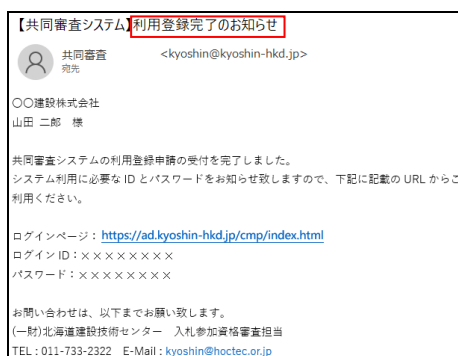 【共同審査システム】利用登録完了のお知らせ
共同審査 <kyoshin@kyoshin-hkd.jp>
宛先
〇〇建設株式会社
山田 二郎 様
共同審査システムの利用登録申請の受付を完了しました。
システム利用に必要な ID とパスワードをお知らせ致しますので、下記に記載の URL からご
利用ください。
ログインページ： https://ad.kyoshin-hkd.jp/cmp/index.html
ログイン ID：××××××××
パスワード：××××××××
お問い合わせは、以下までお願い致します。
(一財)北海道建設技術センター 入札参加資格審査担当
TEL : 011-733-2322 E-Mail : kyoshin@hoctec.or.jp